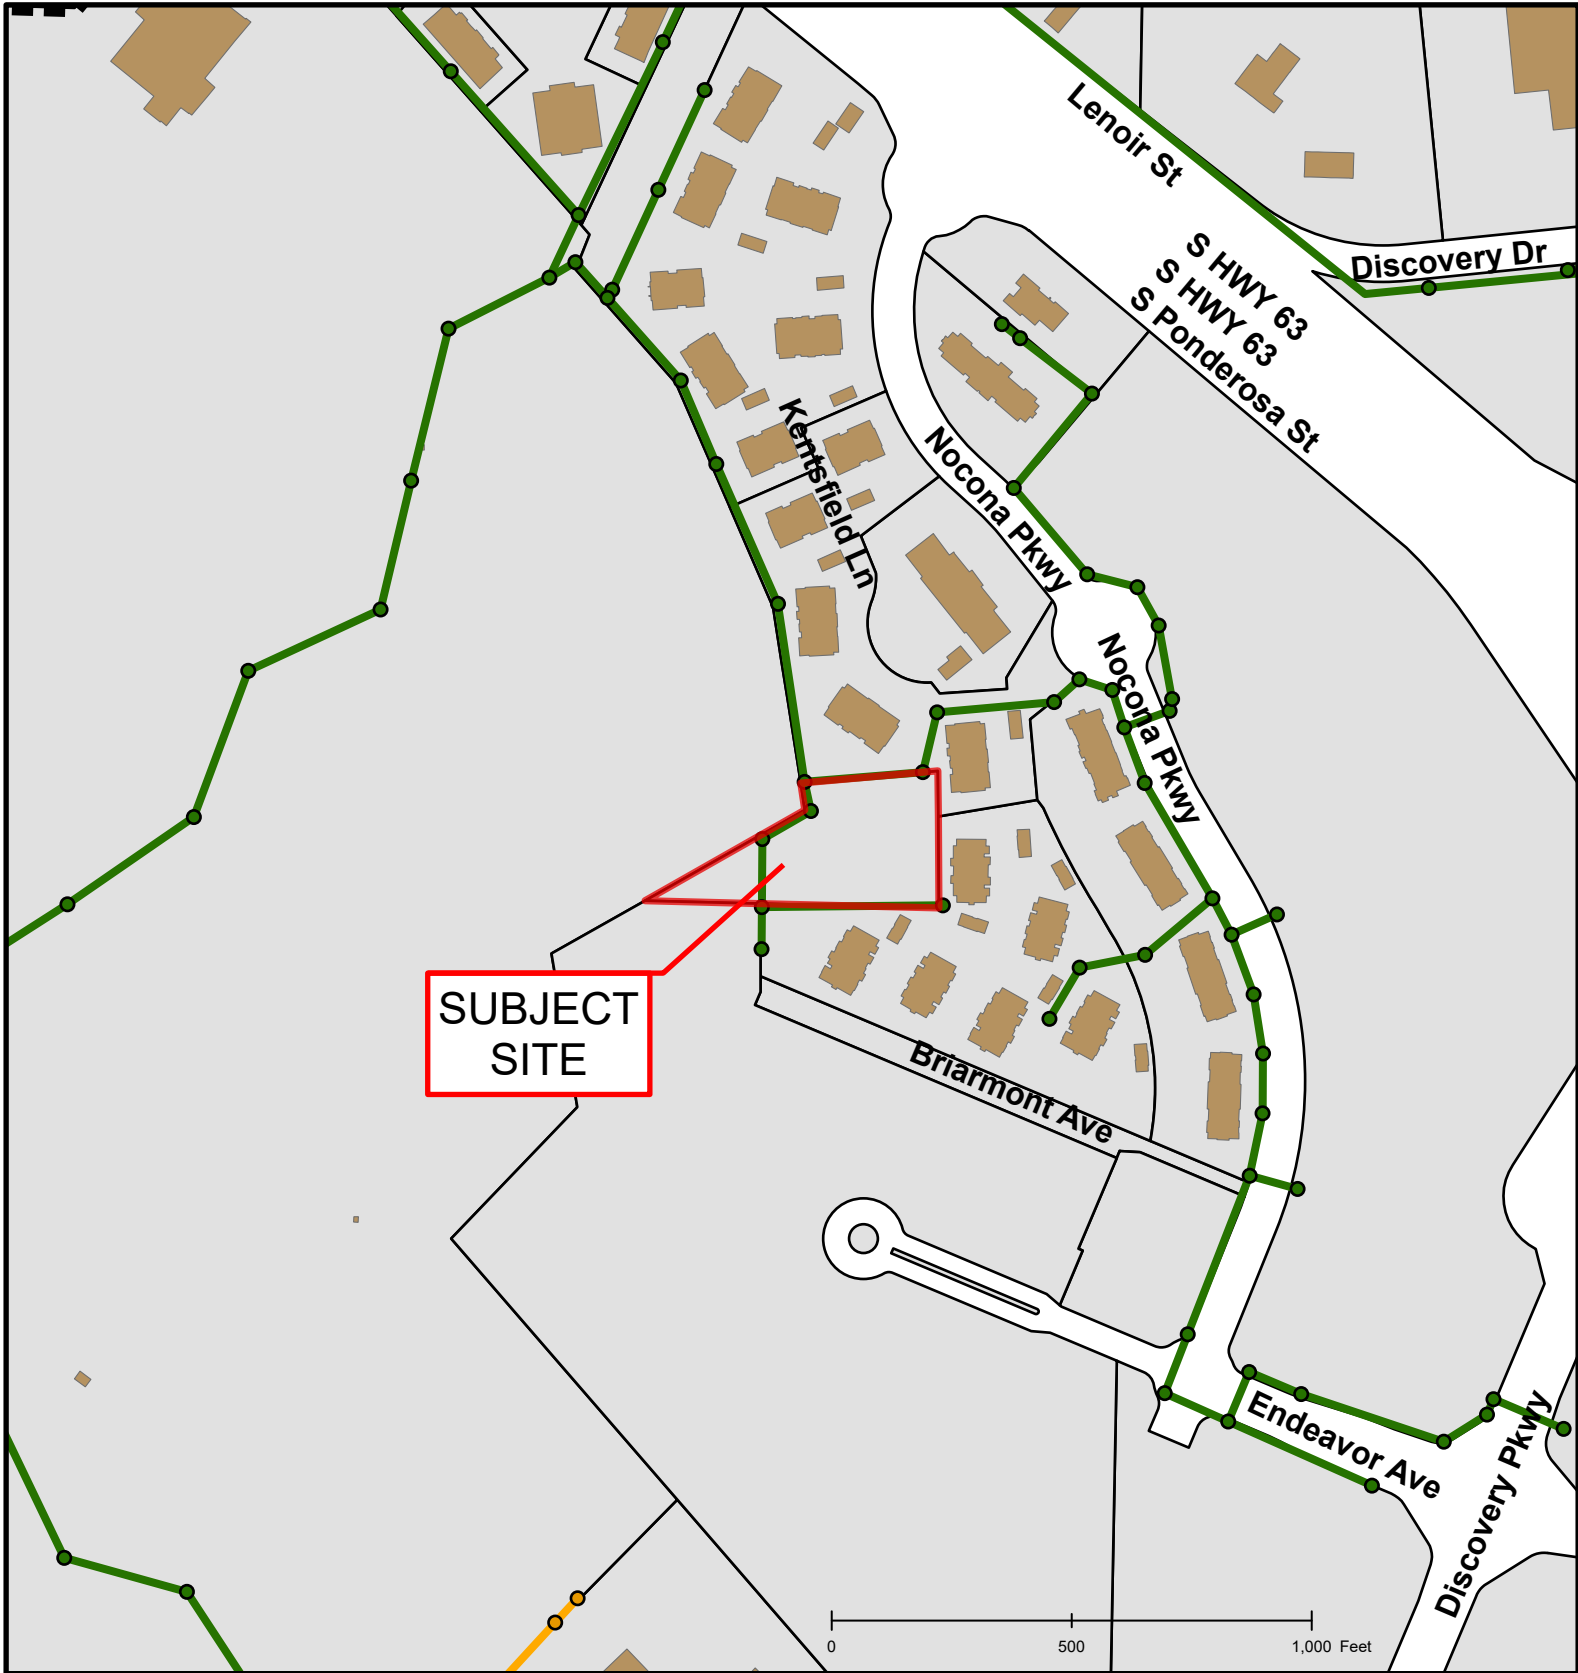 Lenoir St
Discovery Dr
S HWY 63
S HWY 63
S Ponderosa St
Kentsfield Ln
Nocona Pkwy
Nocona Pkwy
SUBJECT
SITE
Briarmont Ave
Endeavor Ave
Discovery Pkwy
0 500 1,000 Feet